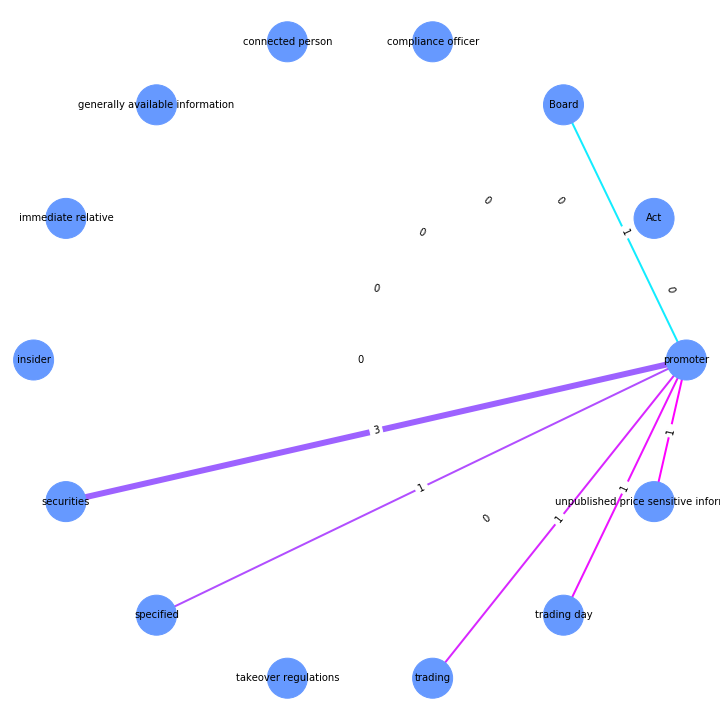 connected person
compliance officer
generally available information
Board
0
0
immediate relative
Act
0
1
0
0
insider
0
promoter
3
1
1
securities
1
unpublished price sensitive infor
0
1
specified
trading day
takeover regulations
trading